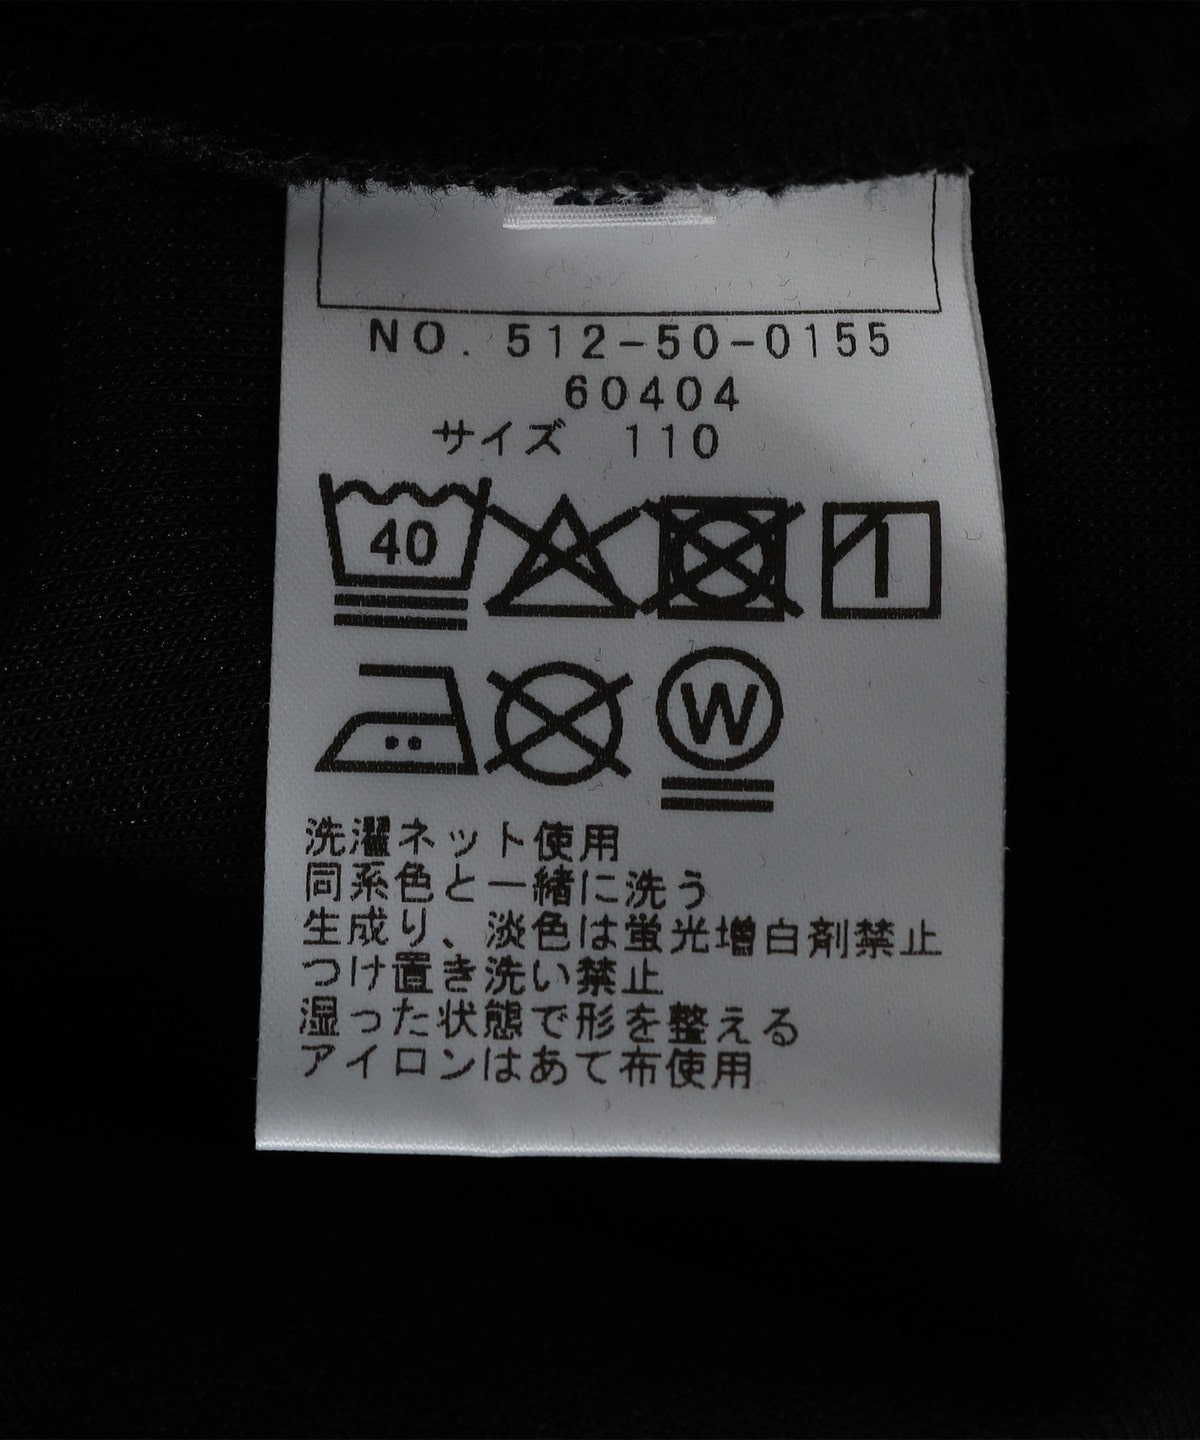 NO. 512-50-0155
60404
サイズ 110
40
W
洗濯ネット使用
同系色と一緒に洗う
生成り、淡色は蛍光増白剤禁止
つけ置き洗い禁止
湿った状態で形を整える
アイロンはあて布使用